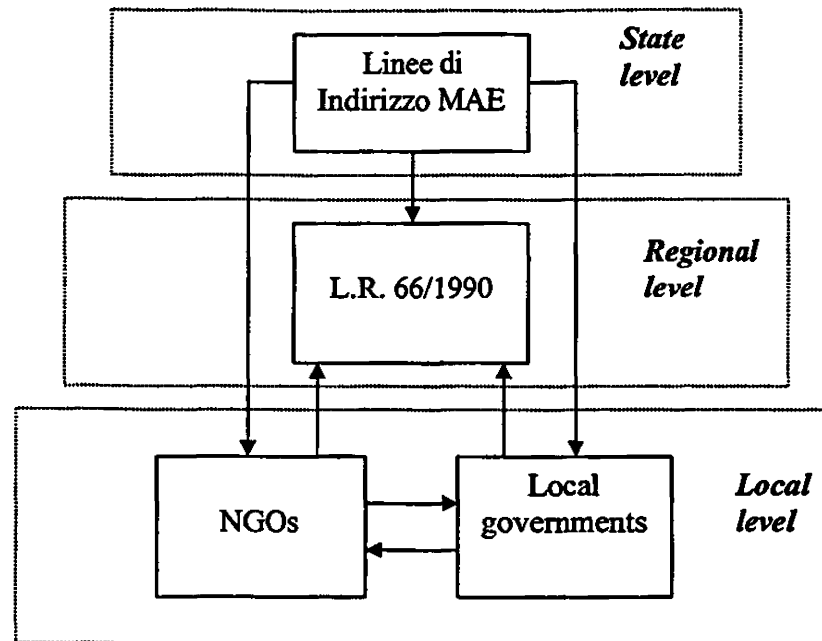 State
level
Linee di
Indirizzo MAE
Regional
level
L.R. 66/1990
Local
level
NGOs
Local
governments